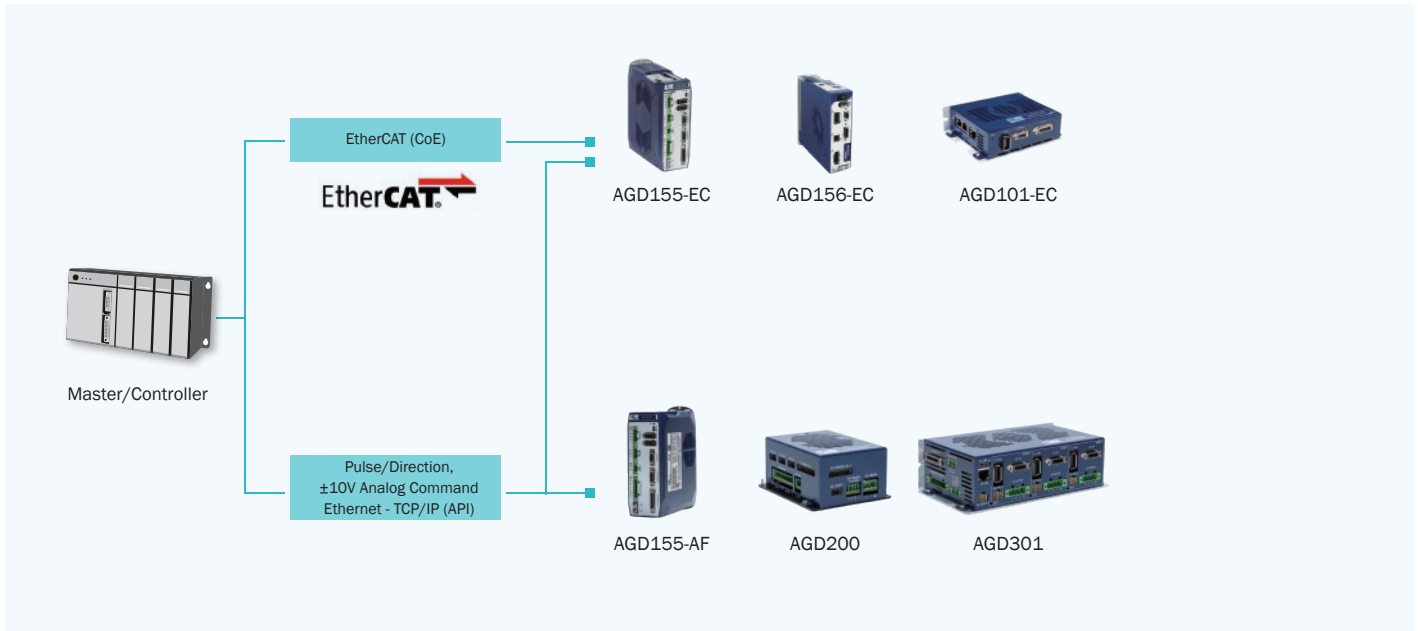 EtherCAT (CoE)
EtherCAT®
AGD155-EC
AGD156-EC
AGD101-EC
Master/Controller
Pulse/Direction,
±10V Analog Command
Ethernet - TCP/IP (API)
AGD155-AF
AGD200
AGD301